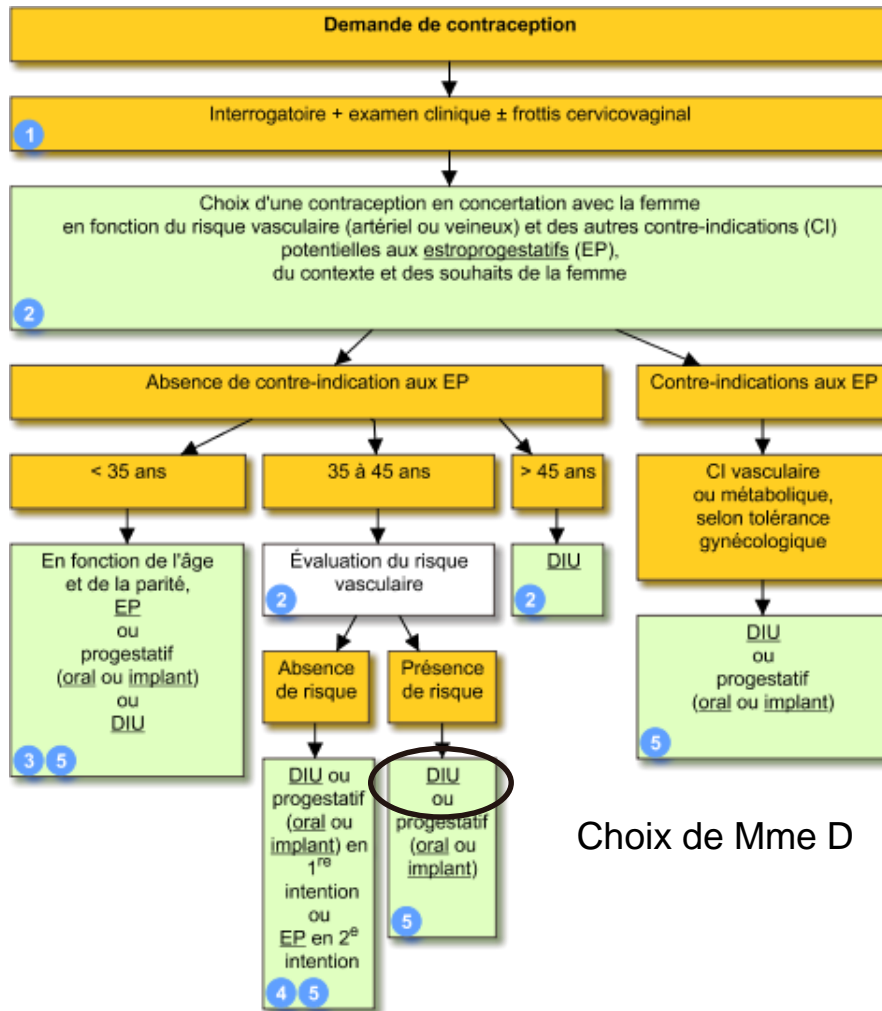 Demande de contraception
Interrogatoire + examen clinique ± frottis cervicovaginal
1
Choix d'une contraception en concertation avec la femme
en fonction du risque vasculaire (artériel ou veineux) et des autres contre-indications (CI)
potentielles aux estroprogestatifs (EP),
du contexte et des souhaits de la femme
2
Absence de contre-indication aux EP
Contre-indications aux EP
< 35 ans
35 à 45 ans
> 45 ans
CI vasculaire
ou métabolique,
selon tolérance
gynécologique
En fonction de l'âge
et de la parité,
EP
ou
progestatif
(oral ou implant)
ou
DIU
3 5
Évaluation du risque
vasculaire
2
DIU
2
DIU
ou
progestatif
(oral ou implant)
5
Absence
de risque
Présence
de risque
DIU ou
progestatif
(oral ou
implant) en
1re
intention
ou
EP en 2e
intention
4 5
DIU
ou
progestatif
(oral ou
implant)
5
Choix de Mme D